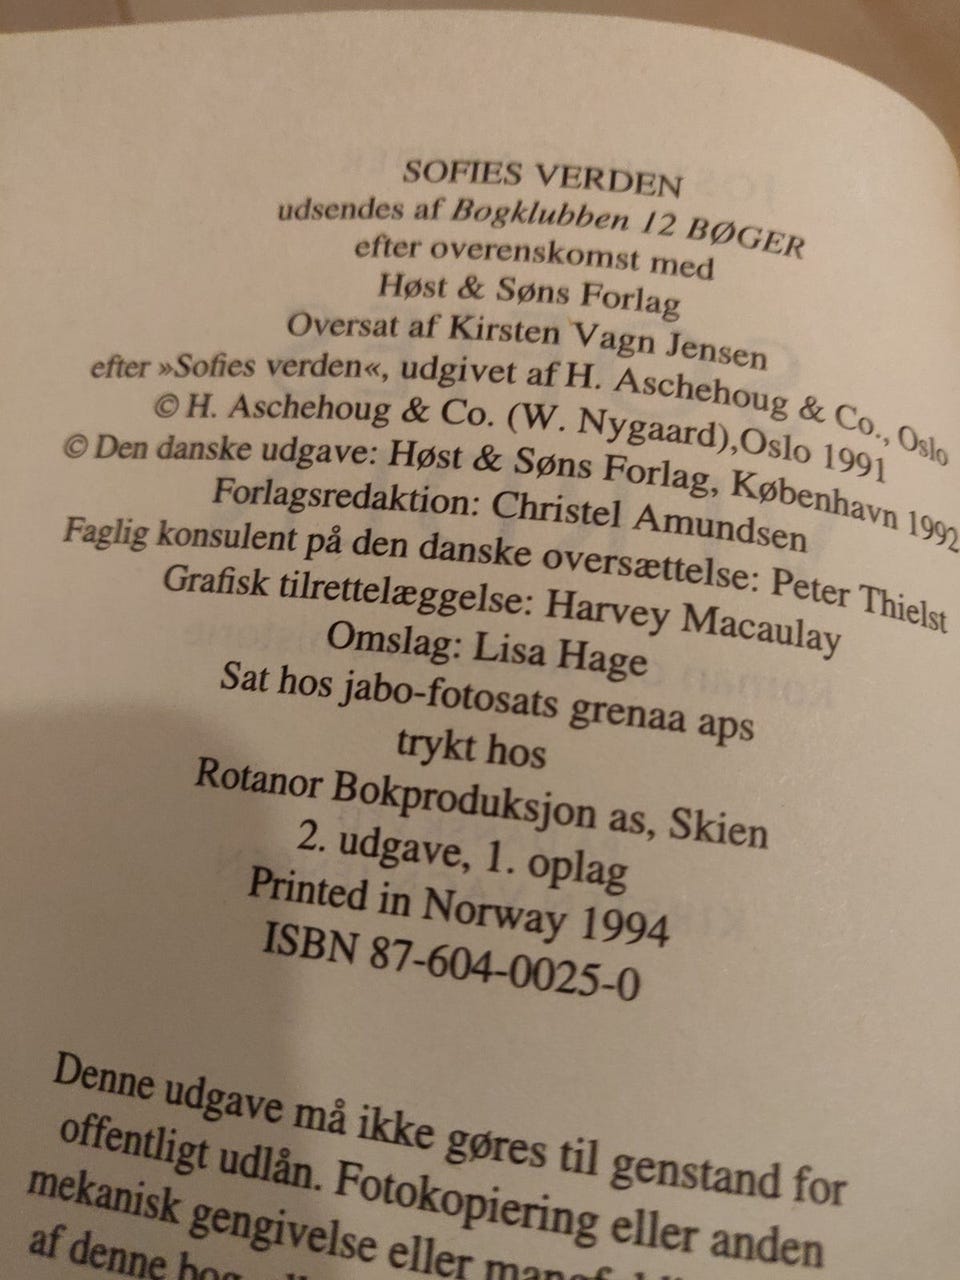 SOFIES VERDEN
udsendes af Bogklubben 12 BØGER
efter overenskomst med
Høst & Søns Forlag
Oversat af Kirsten Vagn Jensen
efter »Sofies verden«, udgivet af H. Aschehoug & Co., Oslo
© H. Aschehoug & Co. (W. Nygaard),Oslo 1991
© Den danske udgave: Høst & Søns Forlag, København 1992
Forlagsredaktion: Christel Amundsen
Faglig konsulent på den danske oversættelse: Peter Thielst
Grafisk tilrettelæggelse: Harvey Macaulay
Omslag: Lisa Hage
Sat hos jabo-fotosats grenaa aps
trykt hos
Rotanor Bokproduksjon as, Skien
2. udgave, 1. oplag
Printed in Norway 1994
ISBN 87-604-0025-0
Denne udgave må ikke gøres til genstand for
offentligt udlån. Fotokopiering eller anden
mekanisk gengivelse eller
af denne bog